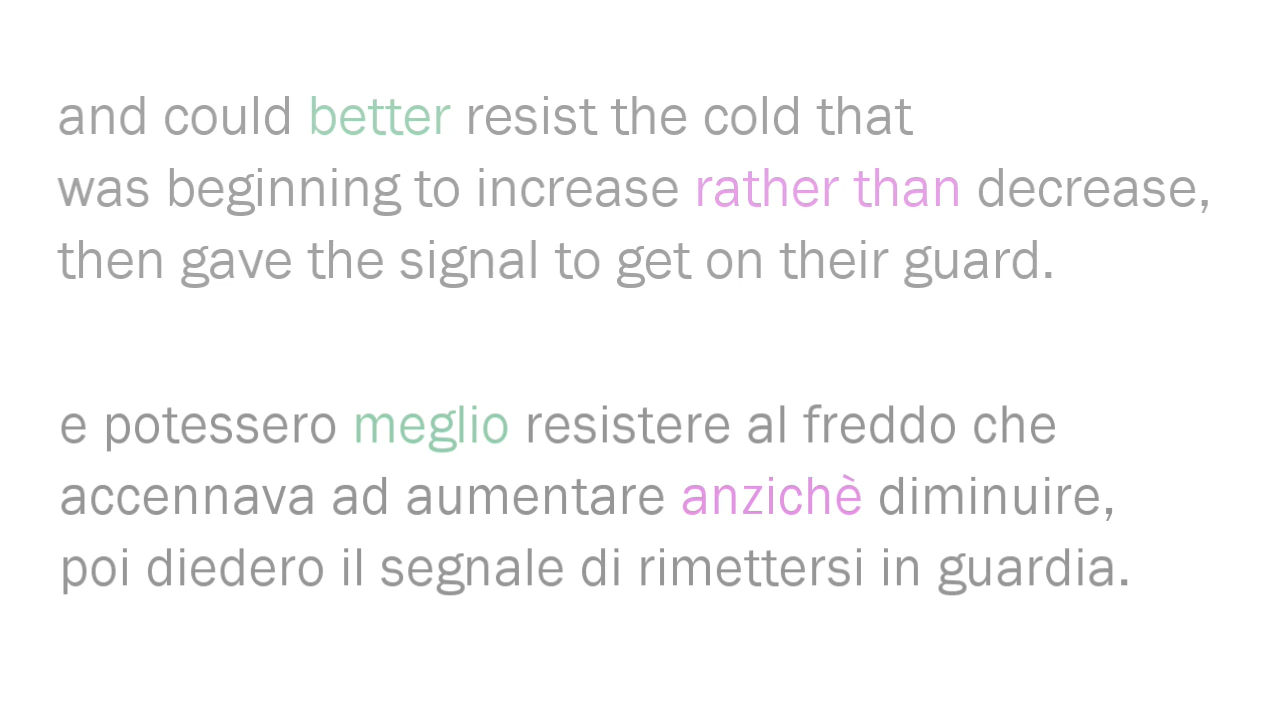 and could better resist the cold that
was beginning to increase rather than decrease,
then gave the signal to get on their guard.
e potessero meglio resistere al freddo che
accennava ad aumentare anzichè diminuire,
poi diedero il segnale di rimettersi in guardia.